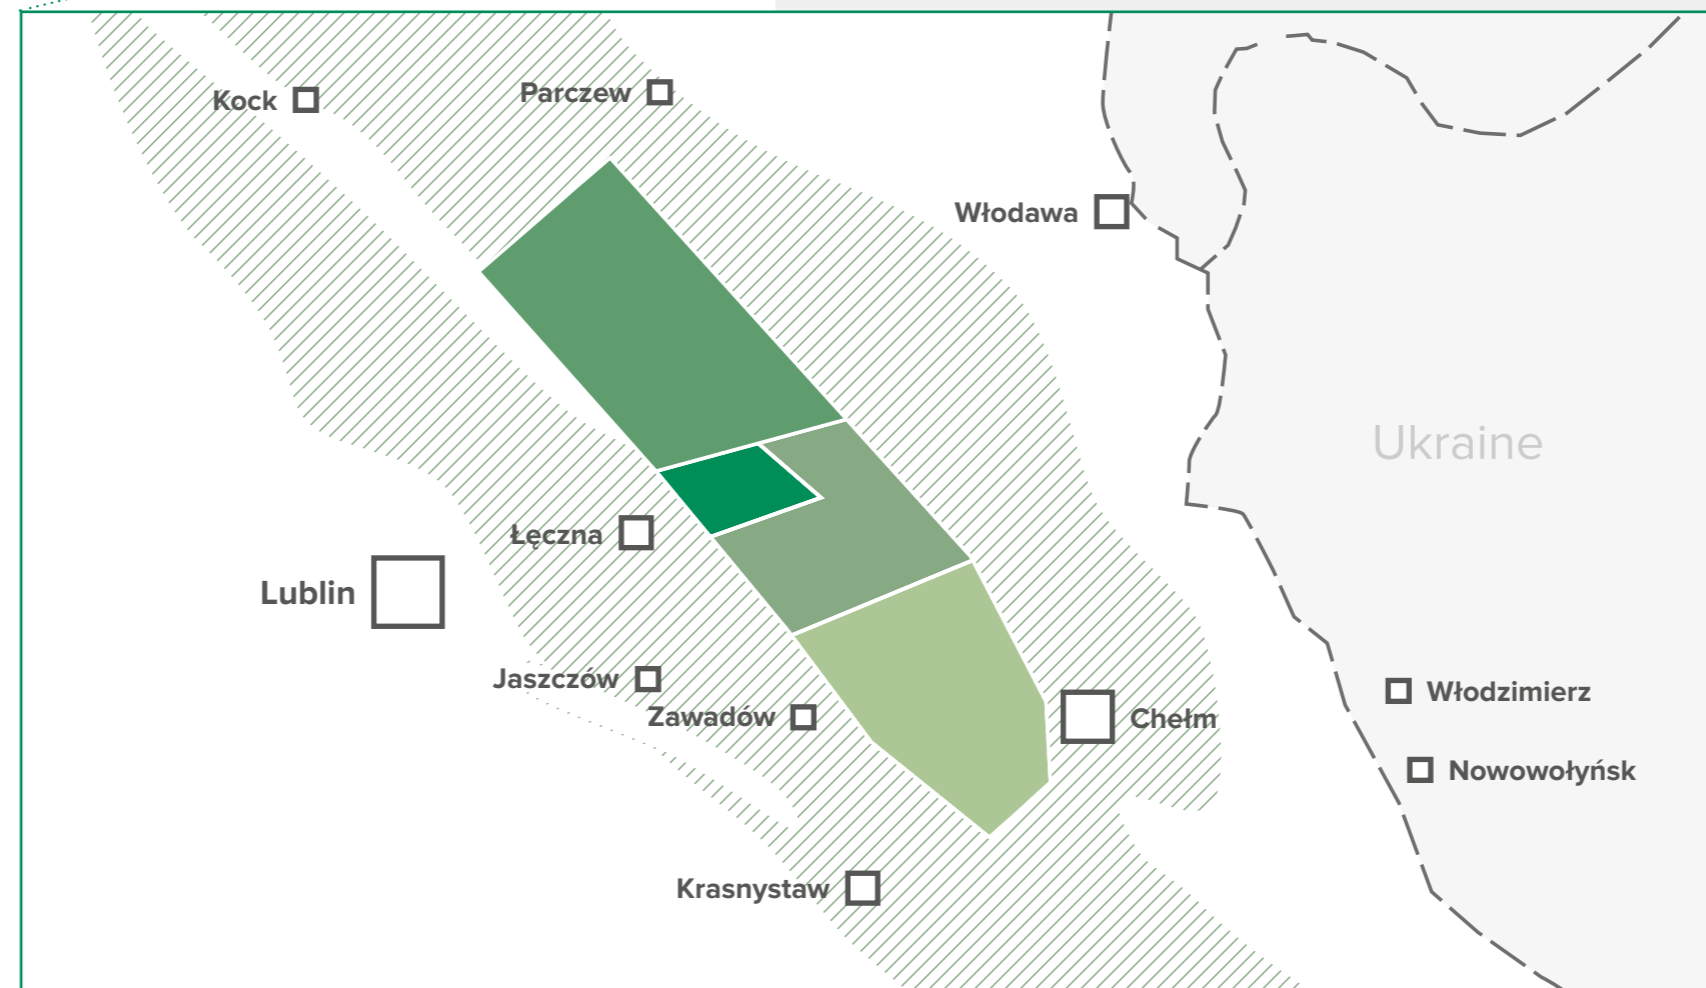 Kock
Parczew
Włodawa
Ukraine
Łęczna
Lublin
Jaszczów
Zawadów
Chełm
Włodzimierz
Nowowołyńsk
Krasnystaw